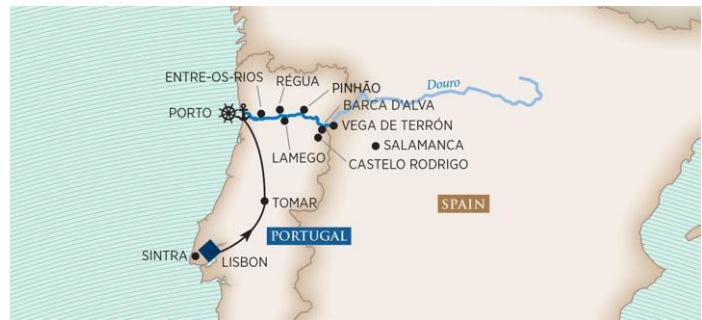 ENTRE-OS-RIOS
RÉGUA
PINHÃO
Douro
BARCA D'ALVA
PORTO
VEGA DE TERRÓN
SALAMANCA
LAMEGO
CASTELO RODRIGO
TOMAR
SPAIN
PORTUGAL
SINTRA
LISBON